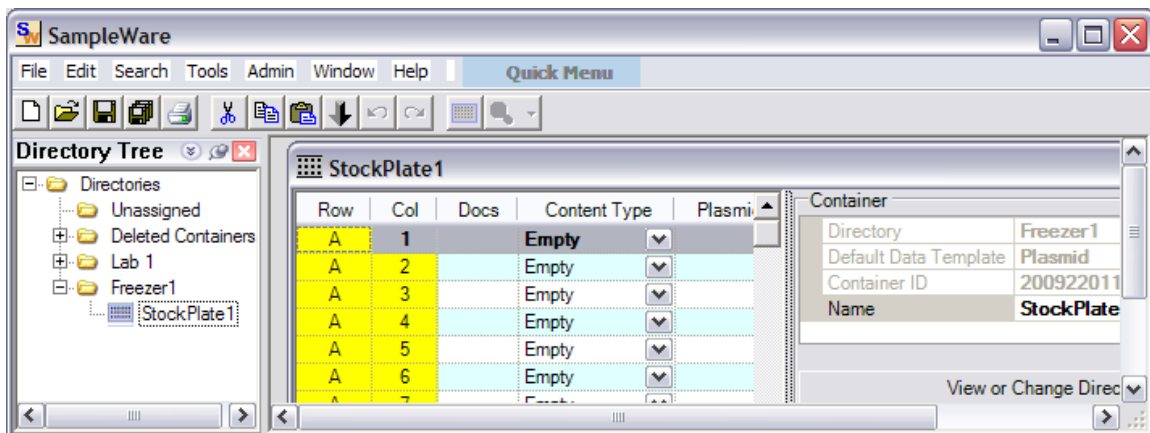 SampleWare
File Edit Search Tools Admin Window Help Quick Menu
Directory Tree
Directories
Unassigned
Deleted Containers
Lab 1
Freezer1
StockPlate1
StockPlate1
Row Col Docs Content Type Plasmi
A 1 Empty
A 2 Empty
A 3 Empty
A 4 Empty
A 5 Empty
A 6 Empty
Container
Directory Freezer1
Default Data Template Plasmid
Container ID 200922011
Name StockPlate
View or Change Direc